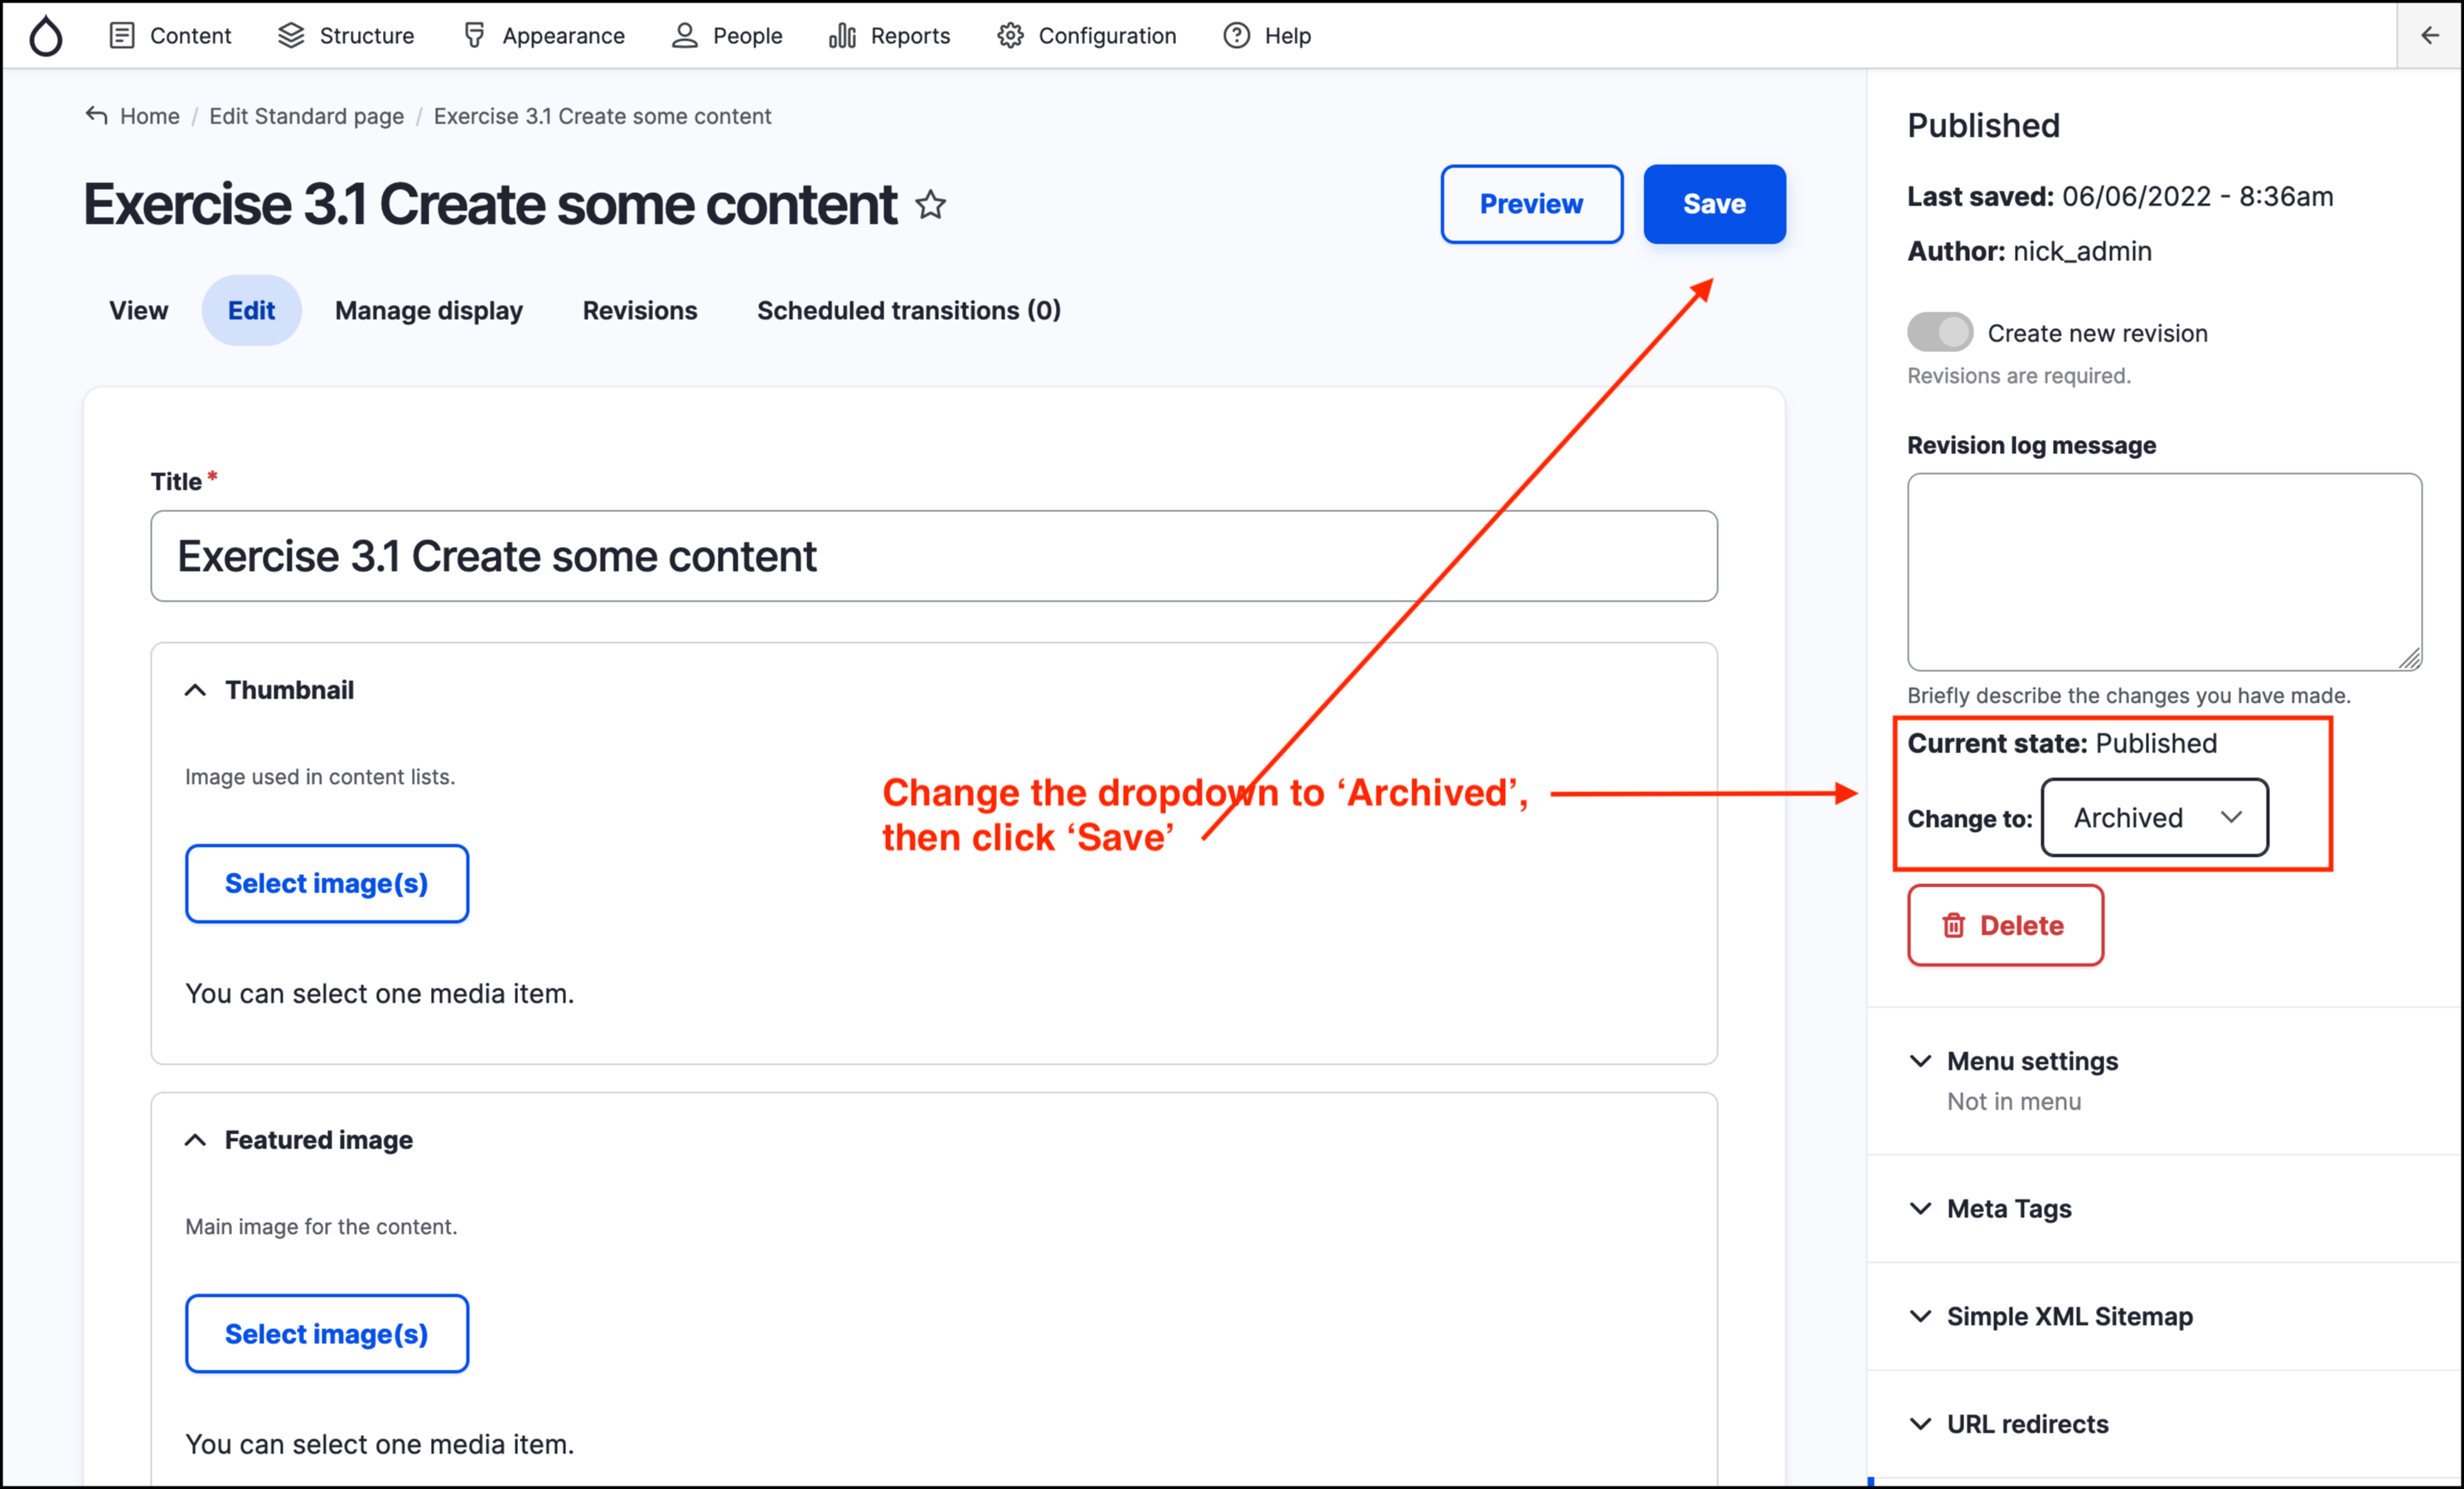 Content Structure Appearance People Reports Configuration Help
Home / Edit Standard page / Exercise 3.1 Create some content
Exercise 3.1 Create some content
Preview Save
View Edit Manage display Revisions Scheduled transitions (0)
Title *
Exercise 3.1 Create some content
Thumbnail
Image used in content lists.
Select image(s)
You can select one media item.
Featured image
Main image for the content.
Select image(s)
You can select one media item.
Change the dropdown to ‘Archived’,
then click ‘Save’
Published
Last saved: 06/06/2022 - 8:36am
Author: nick_admin
Create new revision
Revisions are required.
Revision log message
Briefly describe the changes you have made.
Current state: Published
Change to: Archived
Delete
Menu settings
Not in menu
Meta Tags
Simple XML Sitemap
URL redirects